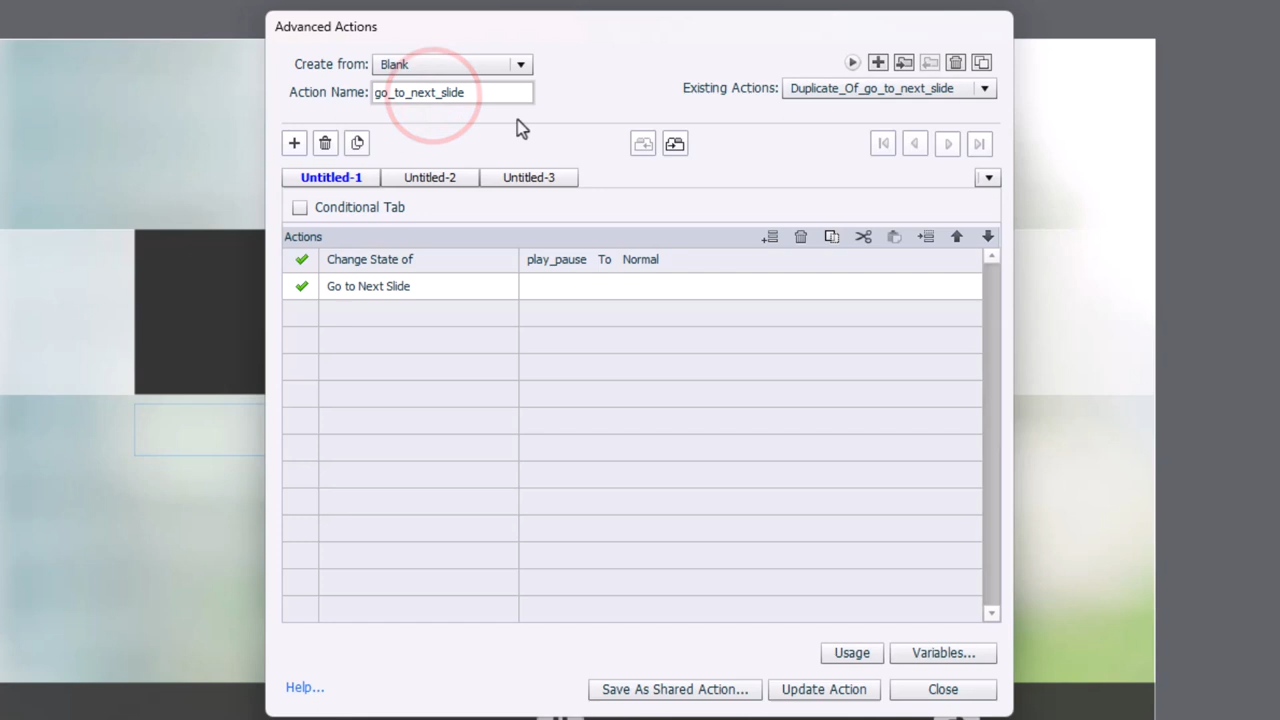 Advanced Actions
Create from: Blank
Action Name: go_to_next_slide
Existing Actions: Duplicate_Of_go_to_next_slide
Untitled-1 Untitled-2 Untitled-3
Conditional Tab
Actions
Change State of play_pause To Normal
Go to Next Slide
Usage Variables...
Help... Save As Shared Action... Update Action Close